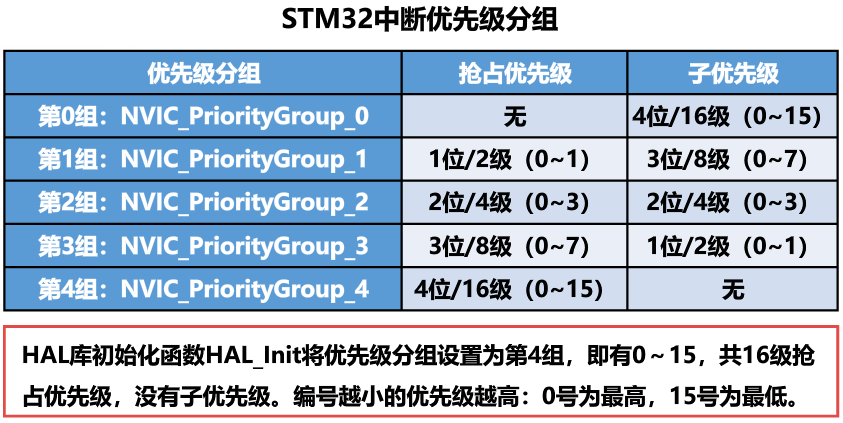 STM32中断优先级分组
优先级分组 抢占优先级 子优先级
第0组：NVIC_PriorityGroup_0 无 4位/16级（0~15）
第1组：NVIC_PriorityGroup_1 1位/2级（0~1） 3位/8级（0~7）
第2组：NVIC_PriorityGroup_2 2位/4级（0~3） 2位/4级（0~3）
第3组：NVIC_PriorityGroup_3 3位/8级（0~7） 1位/2级（0~1）
第4组：NVIC_PriorityGroup_4 4位/16级（0~15） 无
HAL库初始化函数HAL_Init将优先级分组设置为第4组，即有0～15，共16级抢
占优先级，没有子优先级。编号越小的优先级越高：0号为最高，15号为最低。